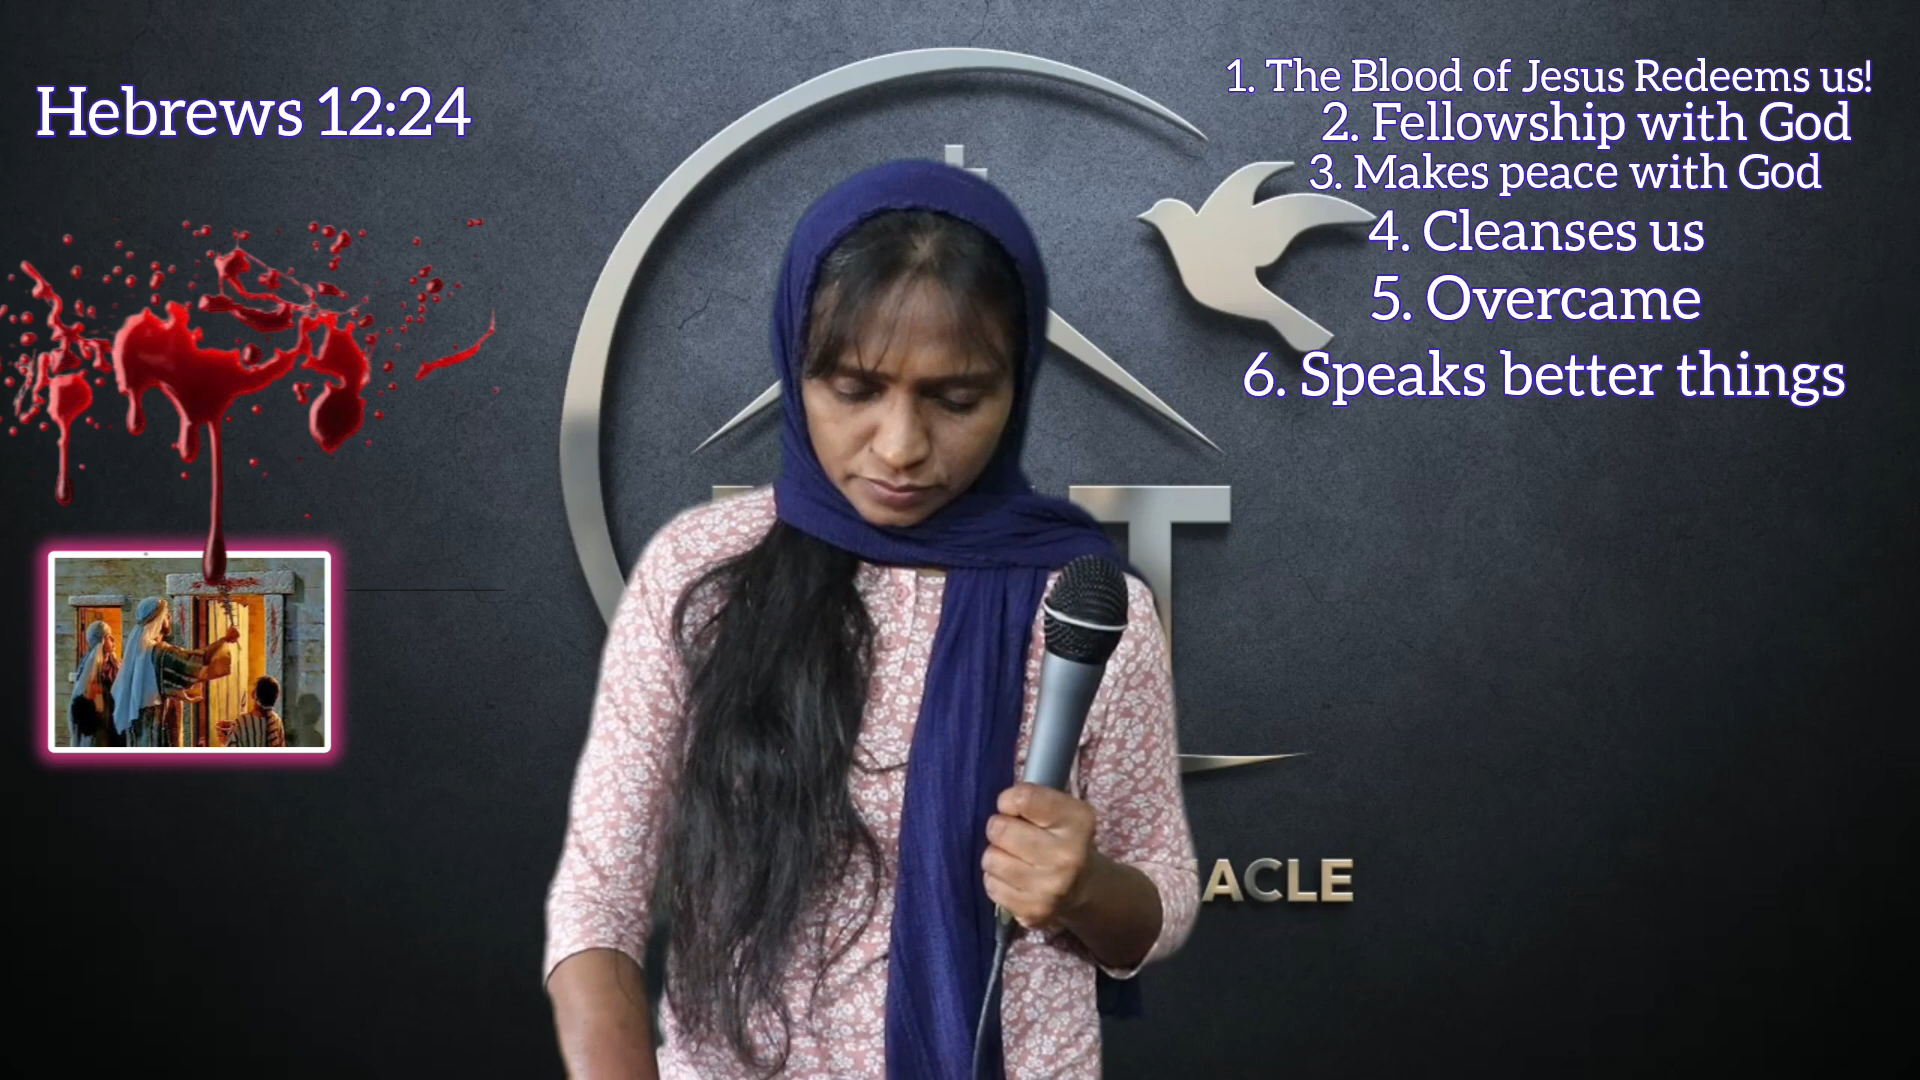 Hebrews 12:24
1. The Blood of Jesus Redeems us!
2. Fellowship with God
3. Makes peace with God
4. Cleanses us
5. Overcame
6. Speaks better things
ACLE